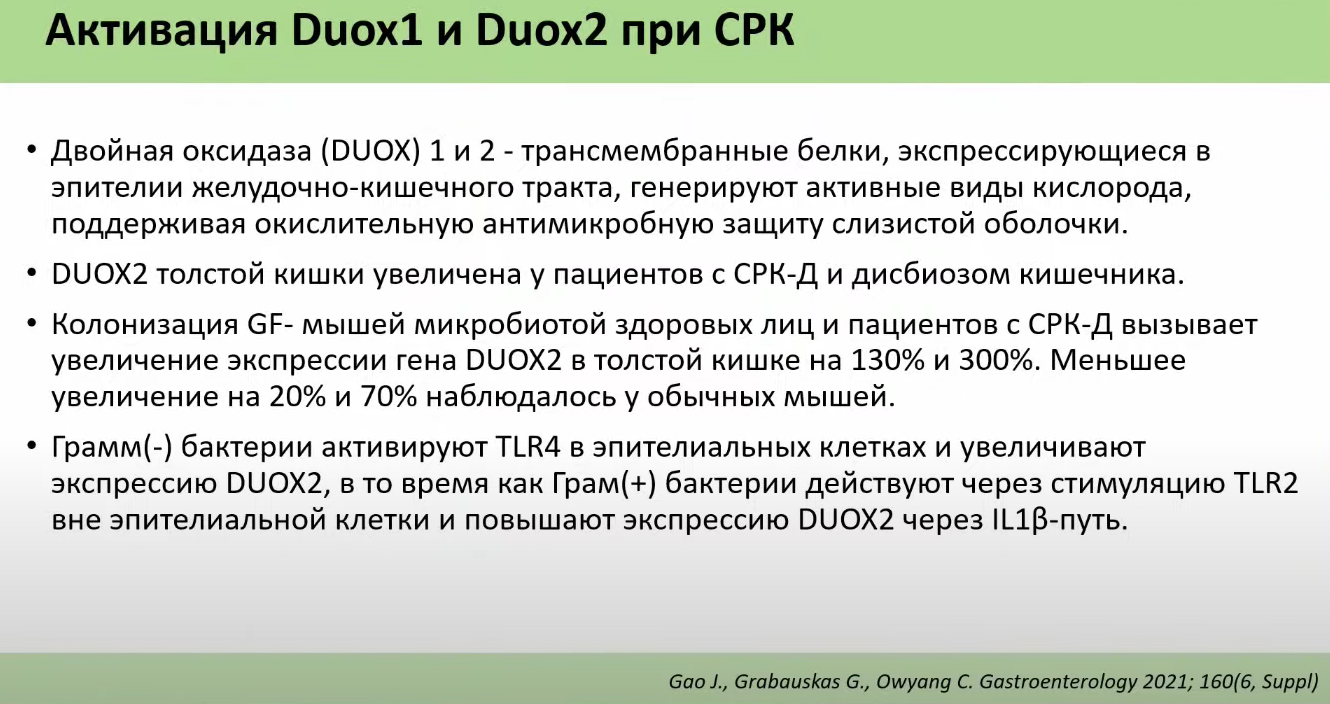 Активация Duox1 и Duox2 при СРК
• Двойная оксидаза (DUOX) 1 и 2 - трансмембранные белки, экспрессирующиеся в
эпителии желудочно-кишечного тракта, генерируют активные виды кислорода,
поддерживая окислительную антимикробную защиту слизистой оболочки.
• DUOX2 толстой кишки увеличена у пациентов с СРК-Д и дисбиозом кишечника.
• Колонизация GF- мышей микробиотой здоровых лиц и пациентов с СРК-Д вызывает
увеличение экспрессии гена DUOX2 в толстой кишке на 130% и 300%. Меньшее
увеличение на 20% и 70% наблюдалось у обычных мышей.
• Грамм(-) бактерии активируют TLR4 в эпителиальных клетках и увеличивают
экспрессию DUOX2, в то время как Грам(+) бактерии действуют через стимуляцию TLR2
вне эпителиальной клетки и повышают экспрессию DUOX2 через IL1β-путь.
Gao J., Grabauskas G., Owyang C. Gastroenterology 2021; 160(6, Suppl)